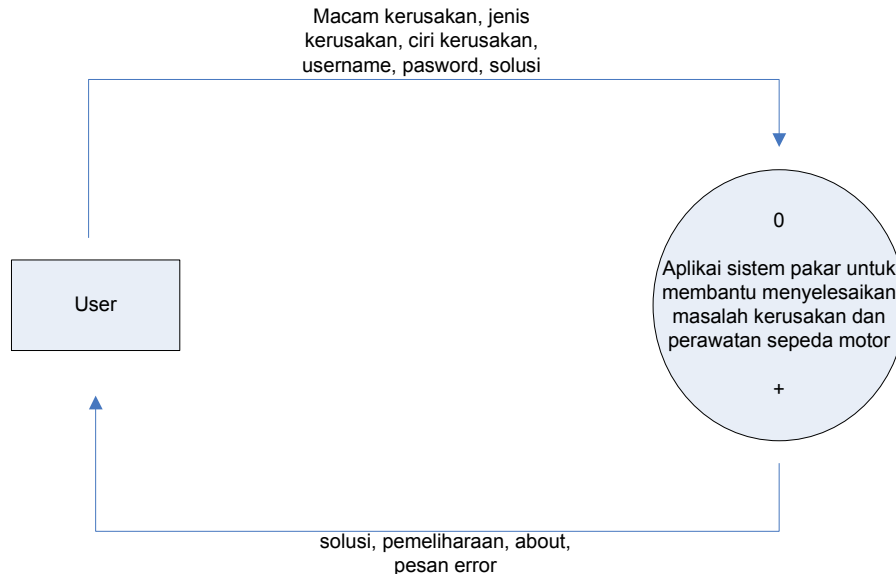 Macam kerusakan, jenis
kerusakan, ciri kerusakan,
username, pasword, solusi
User
0
Aplikai sistem pakar untuk
membantu menyelesaikan
masalah kerusakan dan
perawatan sepeda motor
+
solusi, pemeliharaan, about,
pesan error